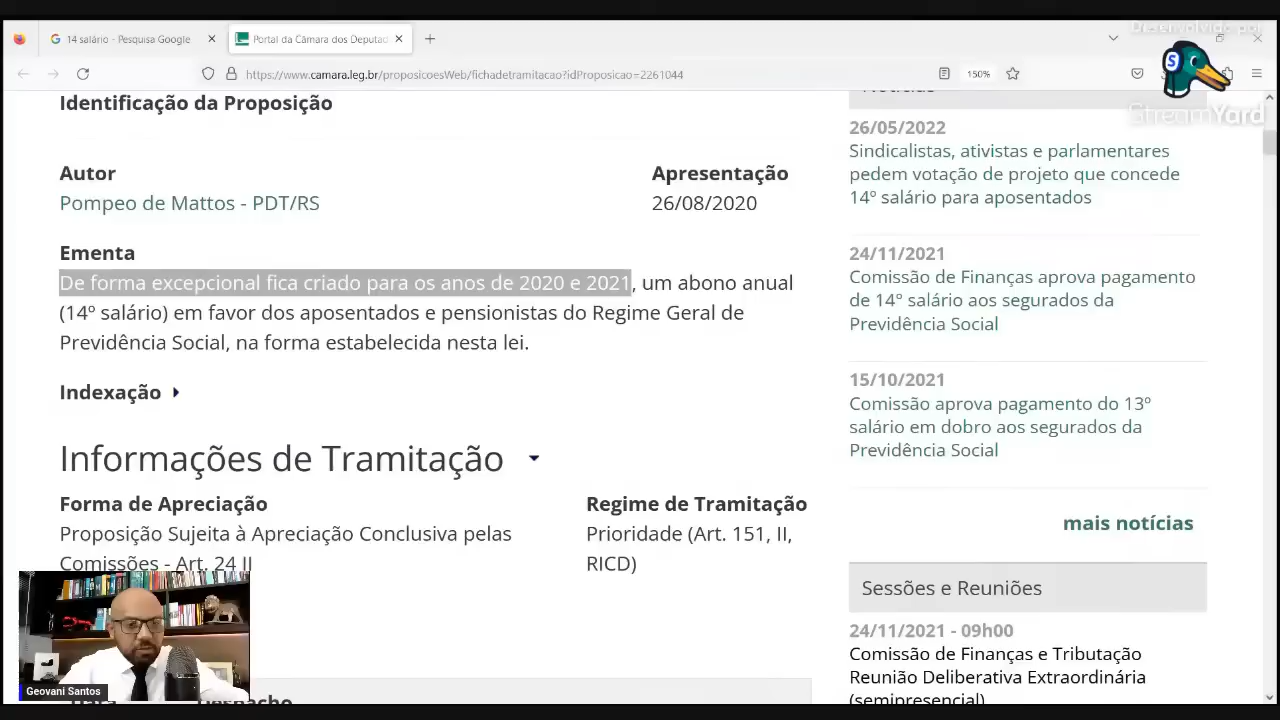 14 salário - Pesquisa Google
Portal da Câmara dos Deputad
https://www.camara.leg.br/proposicoesWeb/fichadetramitacao?idProposicao=2261044
150%
Desenvolvido por
StreamYard
Identificação da Proposição
Autor
Pompeo de Mattos - PDT/RS
Apresentação
26/08/2020
Ementa
De forma excepcional fica criado para os anos de 2020 e 2021, um abono anual
(14º salário) em favor dos aposentados e pensionistas do Regime Geral de
Previdência Social, na forma estabelecida nesta lei.
Indexação
Informações de Tramitação
Forma de Apreciação
Proposição Sujeita à Apreciação Conclusiva pelas
Comissões - Art. 24 II
Regime de Tramitação
Prioridade (Art. 151, II,
RICD)
Data
Despacho
Notícias
26/05/2022
Sindicalistas, ativistas e parlamentares
pedem votação de projeto que concede
14º salário para aposentados
24/11/2021
Comissão de Finanças aprova pagamento
de 14º salário aos segurados da
Previdência Social
15/10/2021
Comissão aprova pagamento do 13º
salário em dobro aos segurados da
Previdência Social
mais notícias
Sessões e Reuniões
24/11/2021 - 09h00
Comissão de Finanças e Tributação
Reunião Deliberativa Extraordinária
(semipresencial)
Geovani Santos